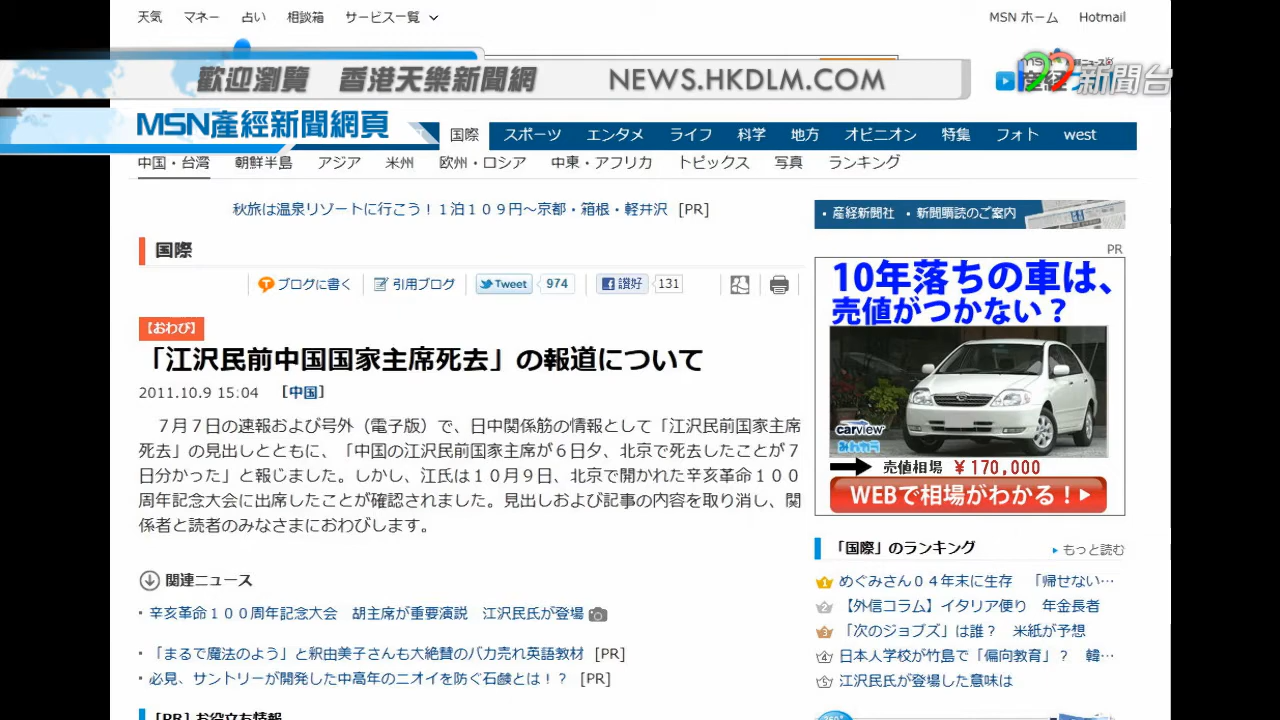 天気 マネー 占い 相談箱 サービス一覧
MSN ホーム Hotmail
歡迎瀏覽 香港天樂新聞網 NEWS.HKDLM.COM
新聞台
MSN産經新聞網頁
国際 スポーツ エンタメ ライフ 科学 地方 オピニオン 特集 フォト west
中国・台湾 朝鮮半島 アジア 米州 欧州・ロシア 中東・アフリカ トピックス 写真 ランキング
秋旅は温泉リゾートに行こう！１泊１０９円～京都・箱根・軽井沢 [PR]
・産経新聞社 ・新聞購読のご案内
国際
PR
ブログに書く 引用ブログ Tweet 974 讃好 131
10年落ちの車は、
売値がつかない？
【おわび】
「江沢民前中国国家主席死去」の報道について
2011.10.9 15:04 ［中国］
７月７日の速報および号外（電子版）で、日中関係筋の情報として「江沢民前国家主席
死去」の見出しとともに、「中国の江沢民前国家主席が６日夕、北京で死去したことが７
日分かった」と報じました。しかし、江氏は１０月９日、北京で開かれた辛亥革命１００
周年記念大会に出席したことが確認されました。見出しおよび記事の内容を取り消し、関
係者と読者のみなさまにおわびします。
carview
みんカラ
売値相場 ￥170,000
WEBで相場がわかる！
関連ニュース
・辛亥革命１００周年記念大会 胡主席が重要演説 江沢民氏が登場
・「まるで魔法のよう」と釈由美子さんも大絶賛のバカ売れ英語教材 [PR]
・必見、サントリーが開発した中高年のニオイを防ぐ石鹸とは！？ [PR]
「国際」のランキング もっと読む
1 めぐみさん０４年末に生存 「帰せない…
2 【外信コラム】イタリア便り 年金長者
3 「次のジョブズ」は誰？ 米紙が予想
4 日本人学校が竹島で「偏向教育」？ 韓…
5 江沢民氏が登場した意味は
[PR] お役立ち情報